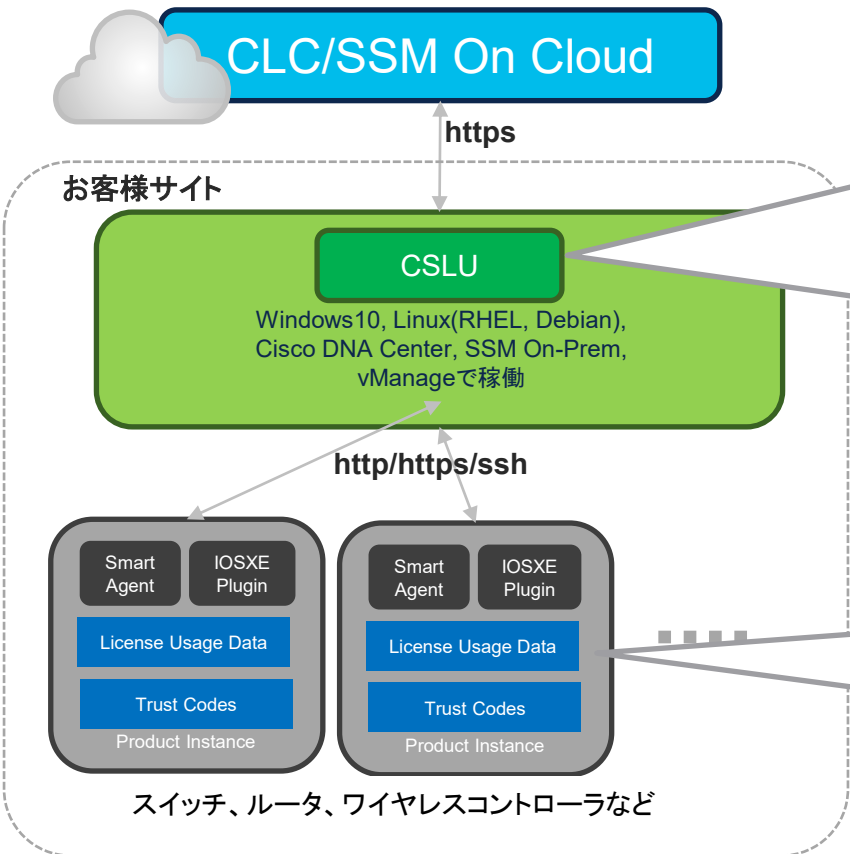 CLC/SSM On Cloud
https
お客様サイト
CSLU
Windows10, Linux(RHEL, Debian),
Cisco DNA Center, SSM On-Prem,
vManageで稼働
http/https/ssh
Smart
Agent
IOSXE
Plugin
License Usage Data
Trust Codes
Product Instance
Smart
Agent
IOSXE
Plugin
License Usage Data
Trust Codes
Product Instance
スイッチ、ルータ、ワイヤレスコントローラなど